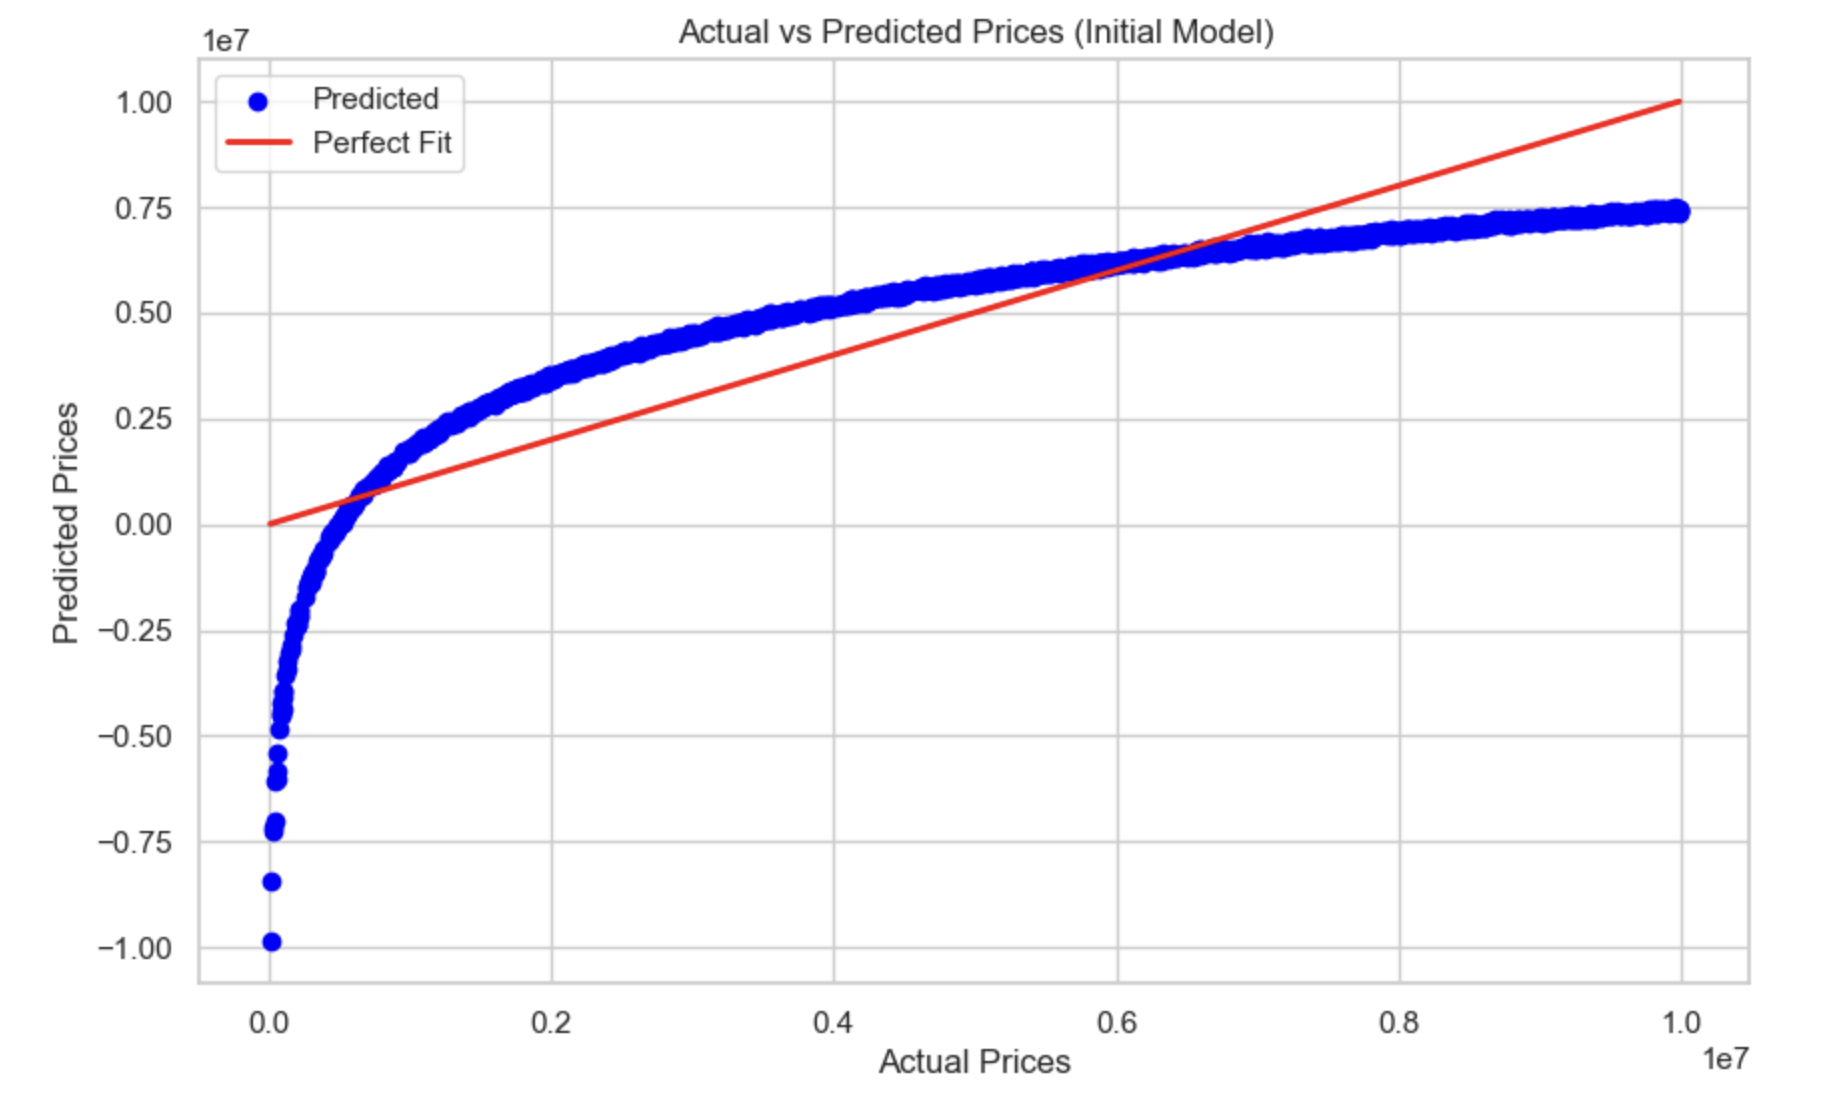 Actual vs Predicted Prices (Initial Model)
1e7
Predicted
Perfect Fit
1.00
0.75
0.50
0.25
0.00
−0.25
−0.50
−0.75
−1.00
Predicted Prices
0.0 0.2 0.4 0.6 0.8 1.0
1e7
Actual Prices